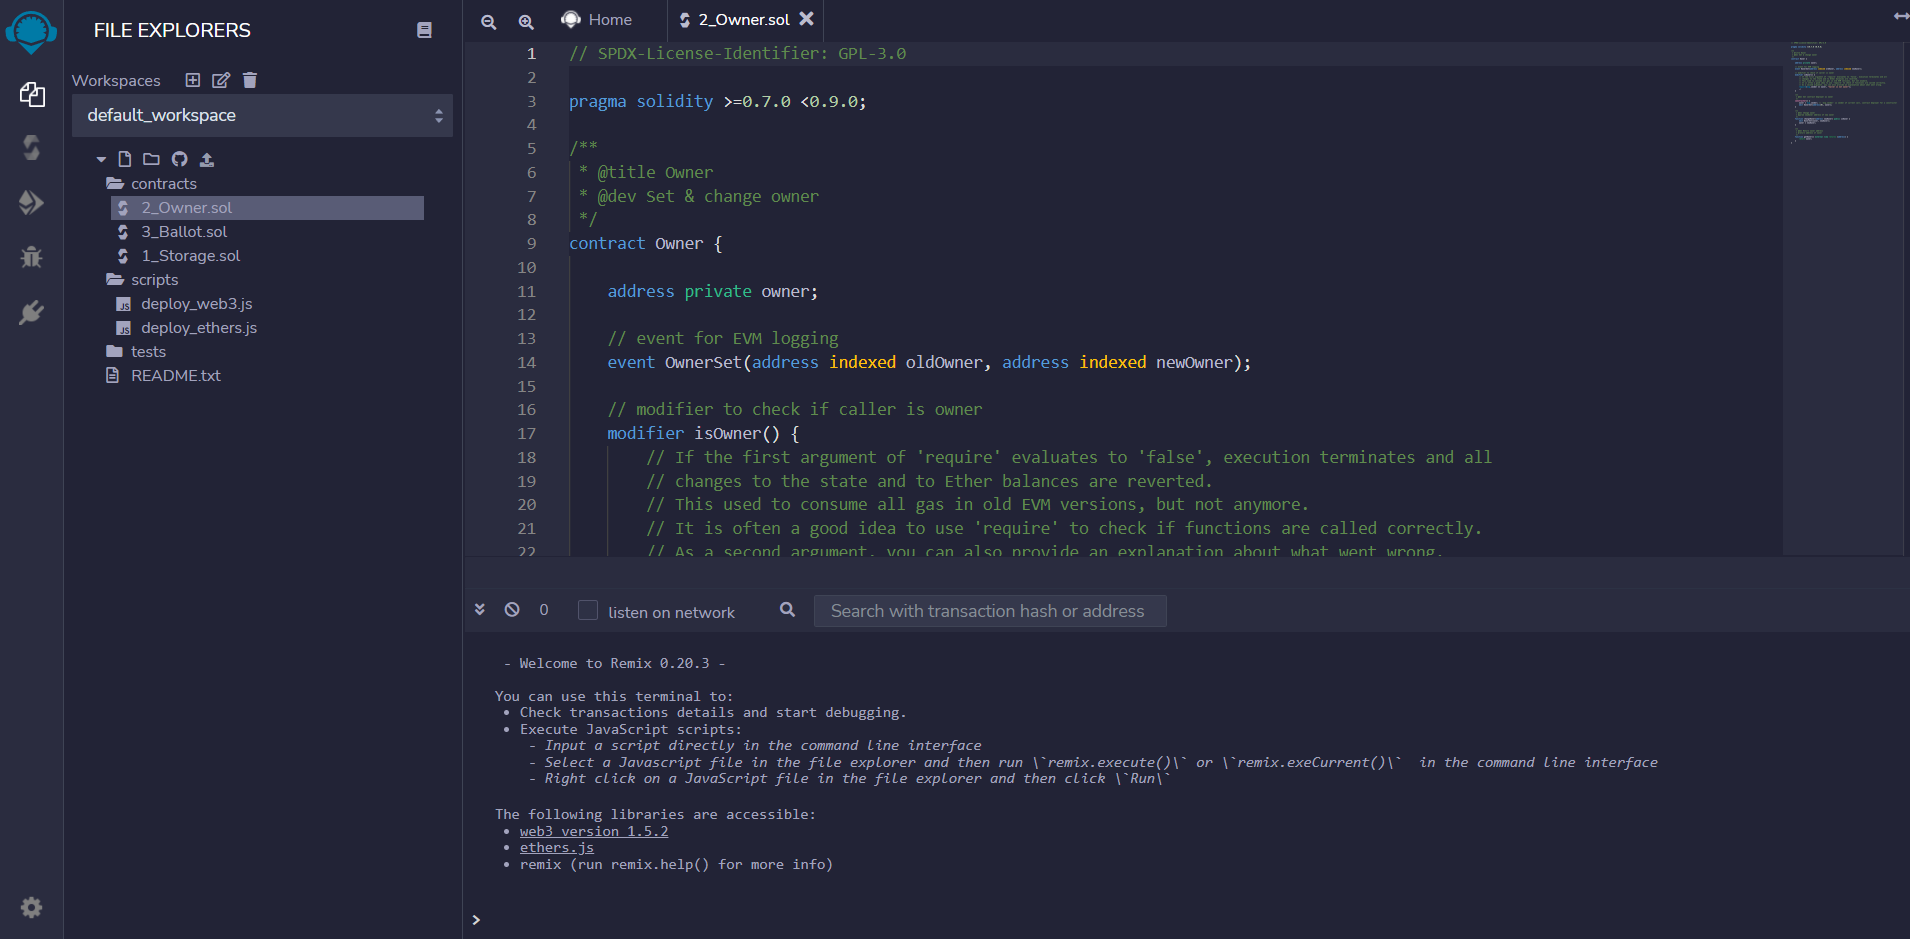 FILE EXPLORERS
Workspaces
default_workspace
contracts
2_Owner.sol
3_Ballot.sol
1_Storage.sol
scripts
JS deploy_web3.js
JS deploy_ethers.js
tests
README.txt
Home
2_Owner.sol
1 // SPDX-License-Identifier: GPL-3.0
2
3 pragma solidity >=0.7.0 <0.9.0;
4
5 /**
6 * @title Owner
7 * @dev Set & change owner
8 */
9 contract Owner {
10
11 address private owner;
12
13 // event for EVM logging
14 event OwnerSet(address indexed oldOwner, address indexed newOwner);
15
16 // modifier to check if caller is owner
17 modifier isOwner() {
18 // If the first argument of 'require' evaluates to 'false', execution terminates and all
19 // changes to the state and to Ether balances are reverted.
20 // This used to consume all gas in old EVM versions, but not anymore.
21 // It is often a good idea to use 'require' to check if functions are called correctly.
22 // As a second argument, you can also provide an explanation about what went wrong.
0 listen on network Search with transaction hash or address
- Welcome to Remix 0.20.3 -
You can use this terminal to:
• Check transactions details and start debugging.
• Execute JavaScript scripts:
- Input a script directly in the command line interface
- Select a Javascript file in the file explorer and then run \`remix.execute()\` or \`remix.exeCurrent()\` in the command line interface
- Right click on a JavaScript file in the file explorer and then click \`Run\`
The following libraries are accessible:
• web3 version 1.5.2
• ethers.js
• remix (run remix.help() for more info)
>